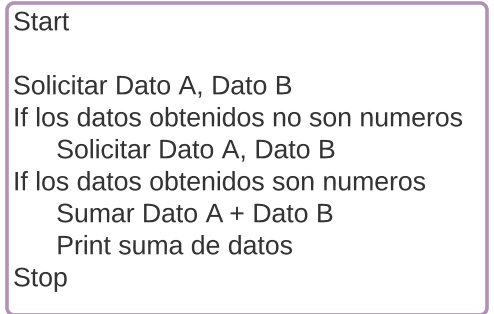 Start
Solicitar Dato A, Dato B
If los datos obtenidos no son numeros
Solicitar Dato A, Dato B
If los datos obtenidos son numeros
Sumar Dato A + Dato B
Print suma de datos
Stop